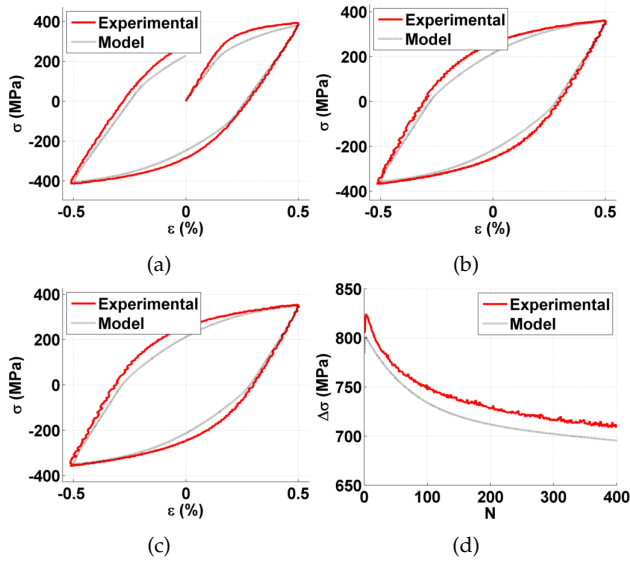 400
200
0
-200
-400
σ (MPa)
Experimental
Model
-0.5
0
0.5
ε (%)
(a)
400
200
0
-200
-400
σ (MPa)
Experimental
Model
-0.5
0
0.5
ε (%)
(b)
400
200
0
-200
-400
σ (MPa)
Experimental
Model
-0.5
0
0.5
ε (%)
(c)
850
800
750
700
650
Δσ (MPa)
Experimental
Model
0
100
200
300
400
N
(d)